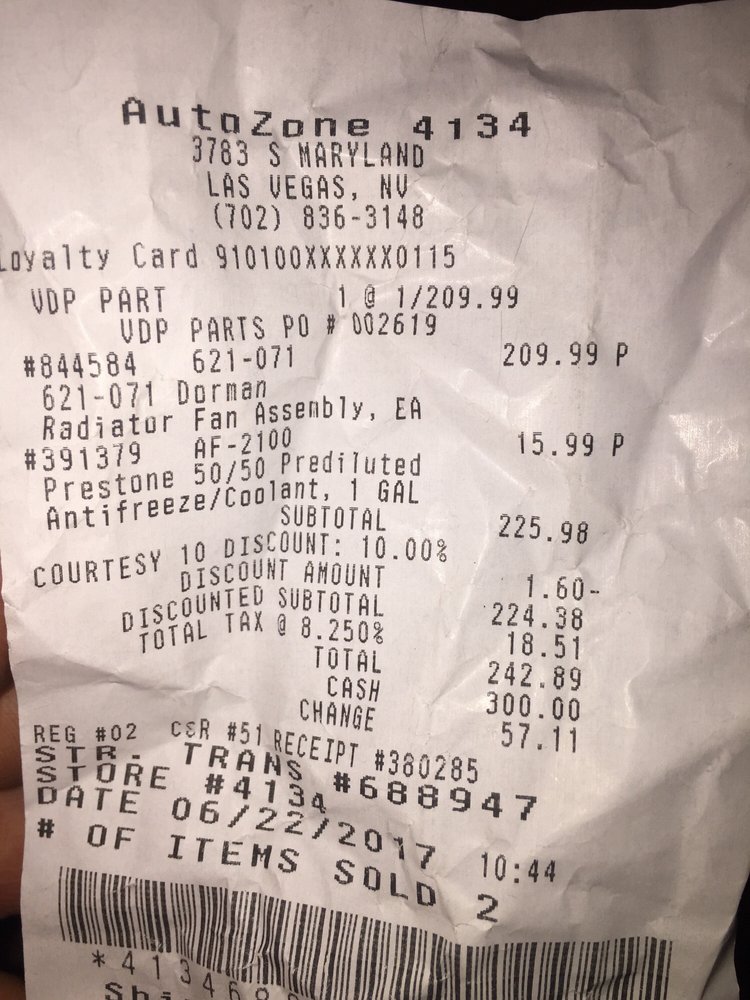 AutoZone 4134
3783 S MARYLAND
LAS VEGAS, NV
(702) 836-3148
Loyalty Card 910100XXXXXX0115
VDP PART 1 @ 1/209.99
VDP PARTS PO # 002619
#844584 621-071 209.99 P
621-071 Dorman
Radiator Fan Assembly, EA
#391379 AF-2100 15.99 P
Prestone 50/50 Prediluted
Antifreeze/Coolant, 1 GAL
SUBTOTAL 225.98
COURTESY 10 DISCOUNT: 10.00%
DISCOUNT AMOUNT 1.60-
DISCOUNTED SUBTOTAL 224.38
TOTAL TAX @ 8.250% 18.51
TOTAL 242.89
CASH 300.00
CHANGE 57.11
REG #02 CSR #51 RECEIPT #380285
STR. TRANS #688947
STORE #4134
DATE 06/22/2017 10:44
# OF ITEMS SOLD 2